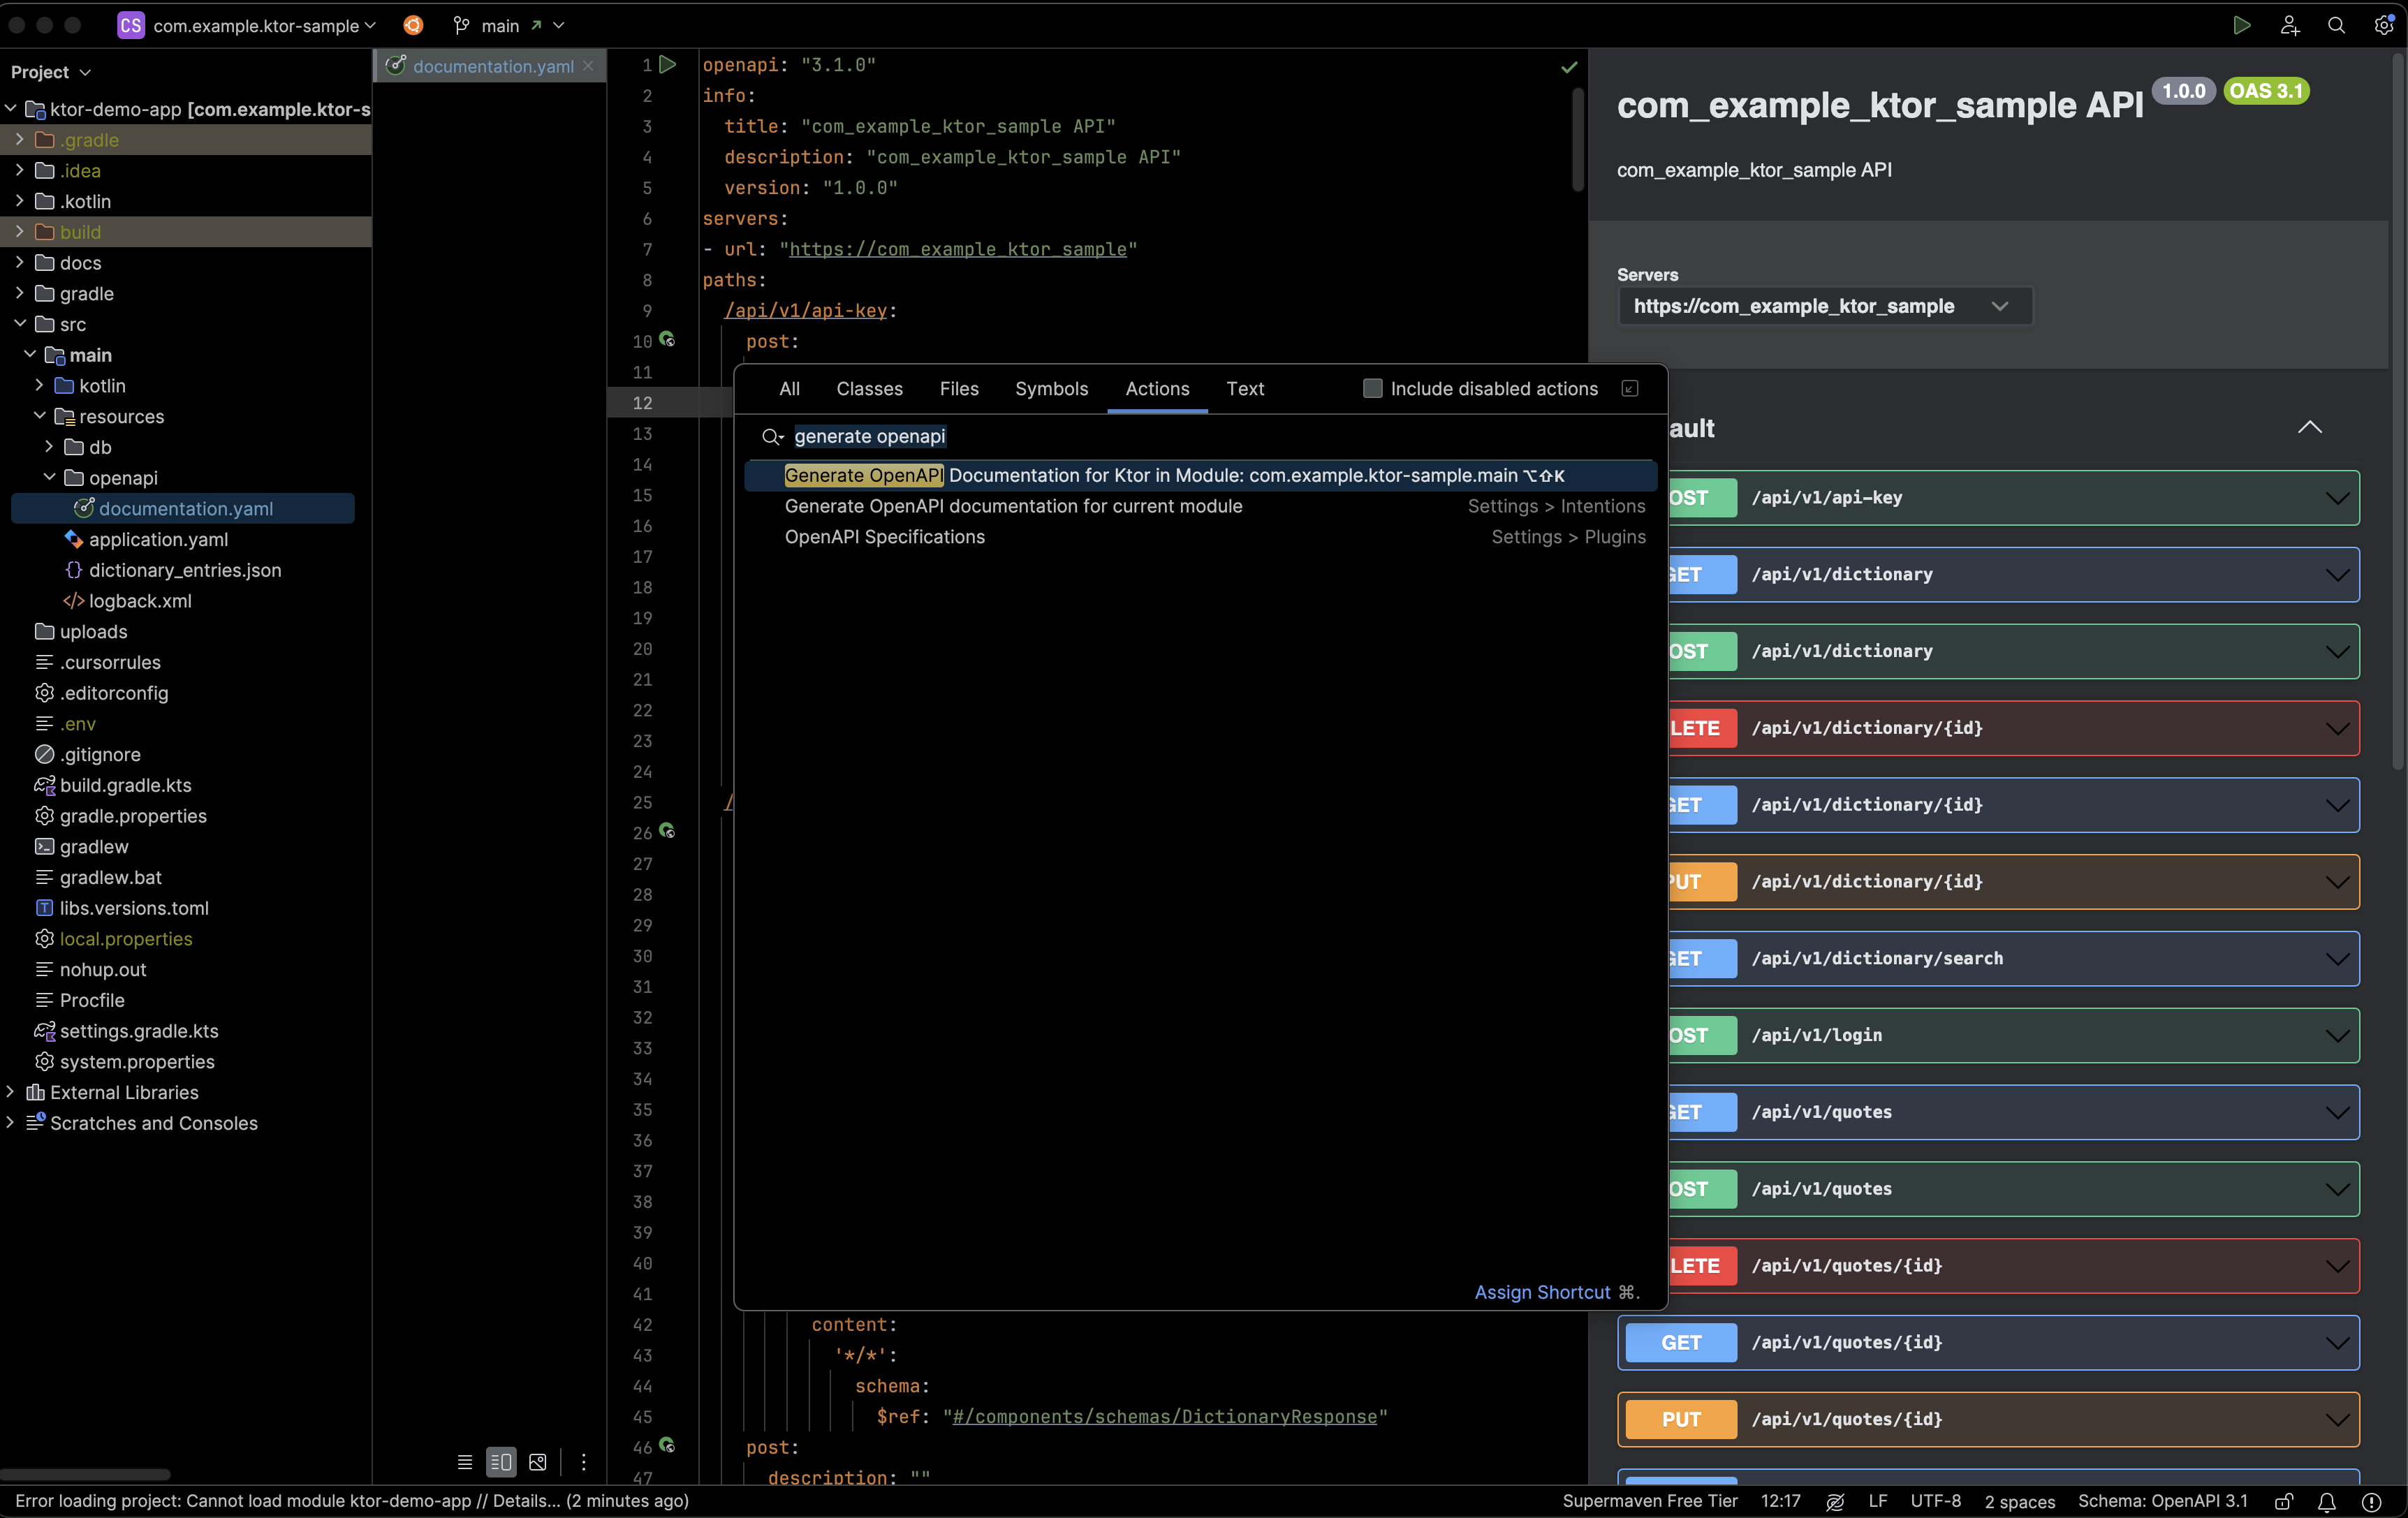 CS com.example.ktor-sample main
Project
ktor-demo-app [com.example.ktor-s
.gradle
.idea
.kotlin
build
docs
gradle
src
main
kotlin
resources
db
openapi
documentation.yaml
application.yaml
dictionary_entries.json
logback.xml
uploads
.cursorrules
.editorconfig
.env
.gitignore
build.gradle.kts
gradle.properties
gradlew
gradlew.bat
libs.versions.toml
local.properties
nohup.out
Procfile
settings.gradle.kts
system.properties
External Libraries
Scratches and Consoles
documentation.yaml
1 openapi: "3.1.0"
2 info:
3 title: "com_example_ktor_sample API"
4 description: "com_example_ktor_sample API"
5 version: "1.0.0"
6 servers:
7 - url: "https://com_example_ktor_sample"
8 paths:
9 /api/v1/api-key:
10 post:
11
12
13
14
15
16
17
18
19
20
21
22
23
24
25 /
26
27
28
29
30
31
32
33
34
35
36
37
38
39
40
41
42 content:
43 '*/*':
44 schema:
45 $ref: "#/components/schemas/DictionaryResponse"
46 post:
47 description: ""
All Classes Files Symbols Actions Text Include disabled actions
generate openapi
Generate OpenAPI Documentation for Ktor in Module: com.example.ktor-sample.main ⌥⇧K
Generate OpenAPI documentation for current module Settings > Intentions
OpenAPI Specifications Settings > Plugins
Assign Shortcut ⌘.
com_example_ktor_sample API 1.0.0 OAS 3.1
com_example_ktor_sample API
Servers
https://com_example_ktor_sample
ault
OST /api/v1/api-key
GET /api/v1/dictionary
OST /api/v1/dictionary
LETE /api/v1/dictionary/{id}
GET /api/v1/dictionary/{id}
PUT /api/v1/dictionary/{id}
GET /api/v1/dictionary/search
OST /api/v1/login
GET /api/v1/quotes
OST /api/v1/quotes
LETE /api/v1/quotes/{id}
GET /api/v1/quotes/{id}
PUT /api/v1/quotes/{id}
Error loading project: Cannot load module ktor-demo-app // Details... (2 minutes ago)
Supermaven Free Tier 12:17 LF UTF-8 2 spaces Schema: OpenAPI 3.1